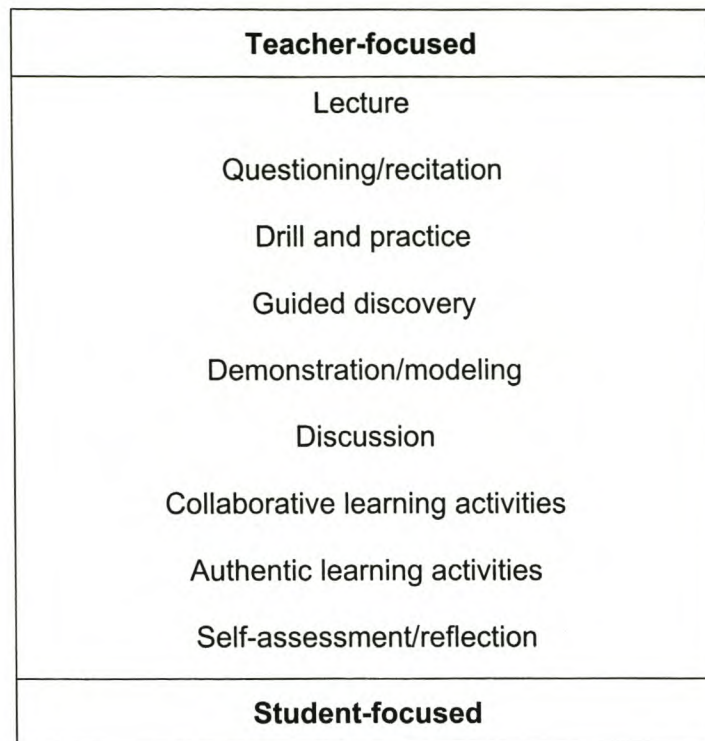 Teacher-focused
Lecture
Questioning/recitation
Drill and practice
Guided discovery
Demonstration/modeling
Discussion
Collaborative learning activities
Authentic learning activities
Self-assessment/reflection
Student-focused